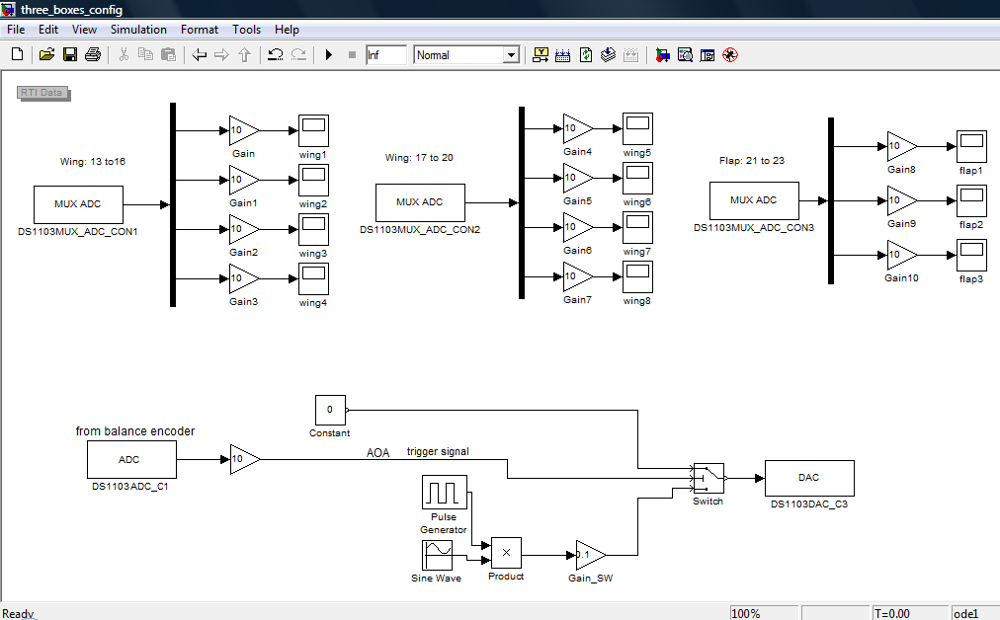 three_boxes_config
File Edit View Simulation Format Tools Help
Inf Normal
RTI Data
Wing: 13 to16
MUX ADC
DS1103MUX_ADC_CON1
10
Gain
wing1
10
Gain1
wing2
10
Gain2
wing3
10
Gain3
wing4
Wing: 17 to 20
MUX ADC
DS1103MUX_ADC_CON2
10
Gain4
wing5
10
Gain5
wing6
10
Gain6
wing7
10
Gain7
wing8
Flap: 21 to 23
MUX ADC
DS1103MUX_ADC_CON3
10
Gain8
flap1
10
Gain9
flap2
10
Gain10
flap3
0
Constant
from balance encoder
ADC
DS1103ADC_C1
10
AOA trigger signal
Pulse
Generator
Sine Wave
Product
0.1
Gain_SW
Switch
DAC
DS1103DAC_C3
Ready 100% T=0.00 ode1